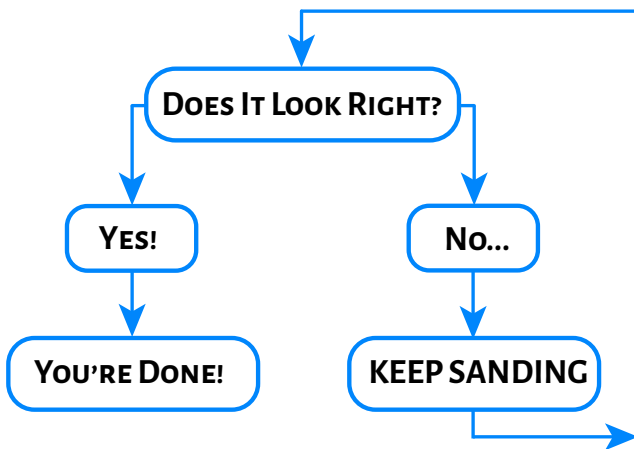 Does It Look Right?
Yes!
No...
You're Done!
KEEP SANDING